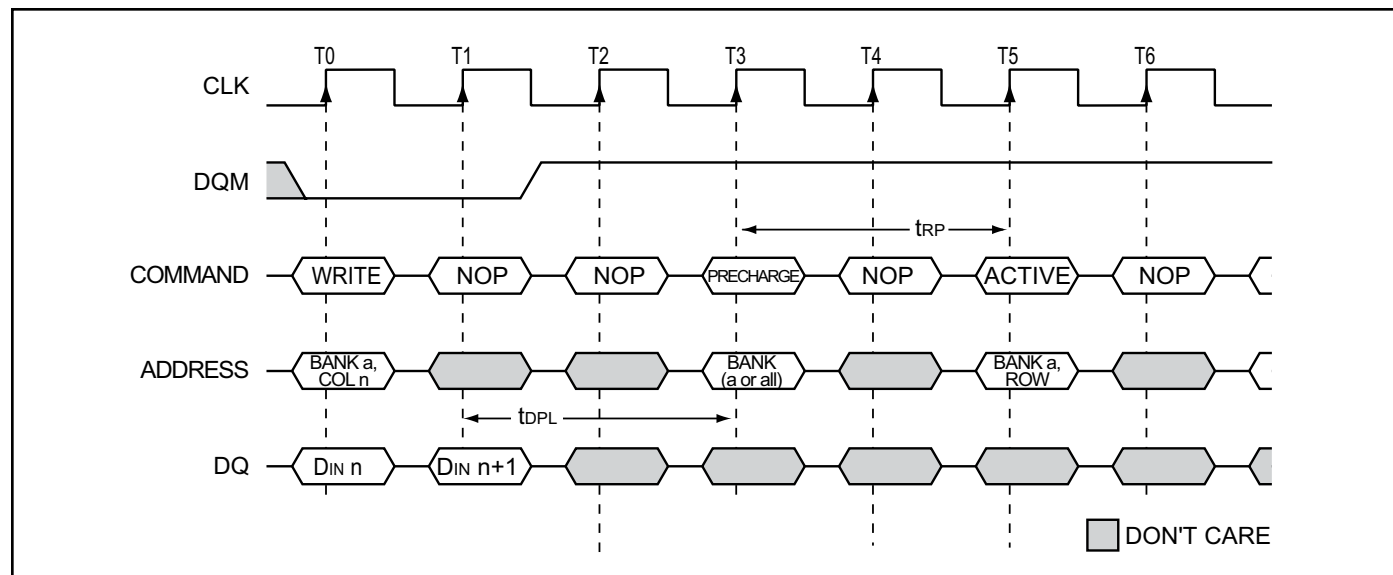 T0 T1 T2 T3 T4 T5 T6
CLK
DQM
tRP
COMMAND WRITE NOP NOP PRECHARGE NOP ACTIVE NOP
ADDRESS BANK a, COL n BANK (a or all) BANK a, ROW
tDPL
DQ DIN n DIN n+1
DON'T CARE